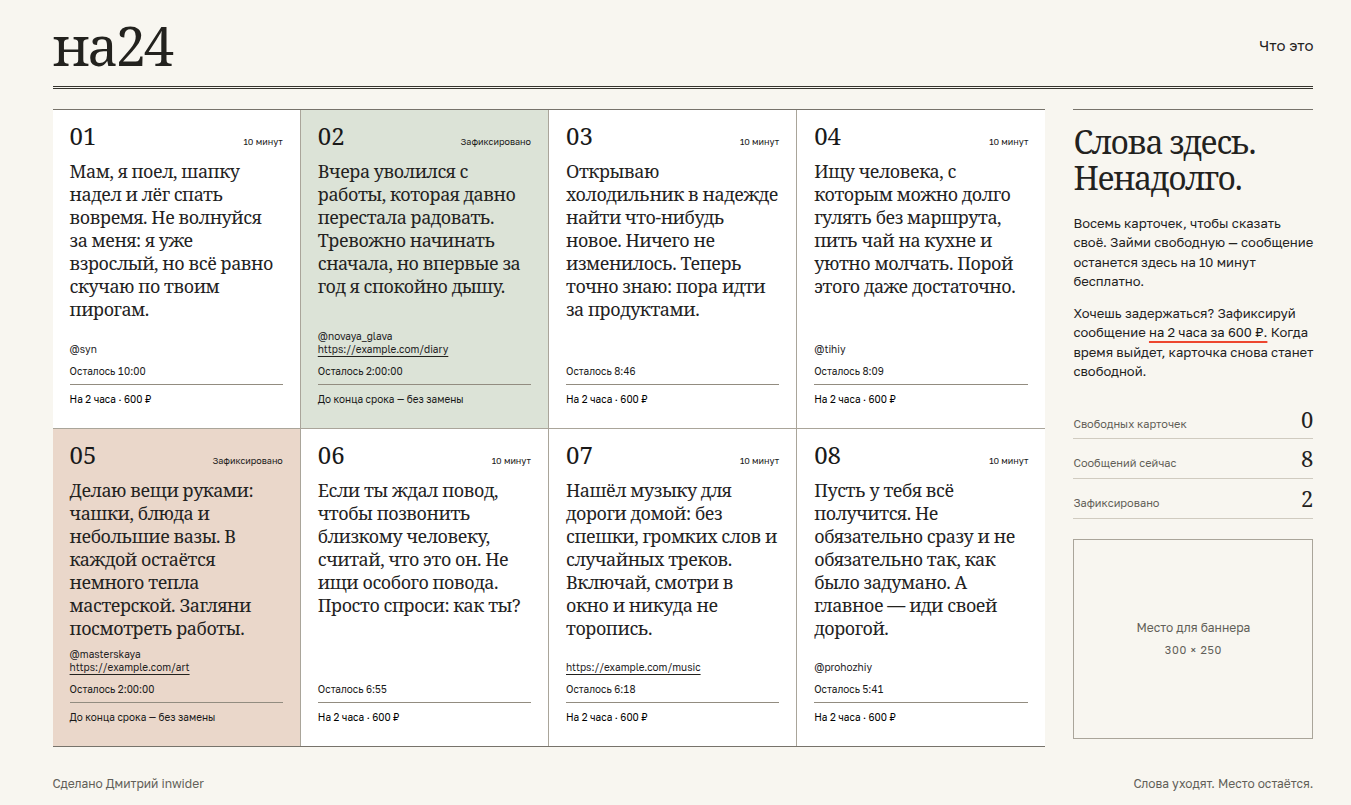 на24
Что это
01
10 минут
Мам, я поел, шапку
надел и лёг спать
вовремя. Не волнуйся
за меня: я уже
взрослый, но всё равно
скучаю по твоим
пирогам.
@syn
Осталось 10:00
На 2 часа · 600 ₽
02
Зафиксировано
Вчера уволился с
работы, которая давно
перестала радовать.
Тревожно начинать
сначала, но впервые за
год я спокойно дышу.
@novaya_glava
https://example.com/diary
Осталось 2:00:00
До конца срока — без замены
03
10 минут
Открываю
холодильник в надежде
найти что-нибудь
новое. Ничего не
изменилось. Теперь
точно знаю: пора идти
за продуктами.
Осталось 8:46
На 2 часа · 600 ₽
04
10 минут
Ищу человека, с
которым можно долго
гулять без маршрута,
пить чай на кухне и
уютно молчать. Порой
этого даже достаточно.
@tihiy
Осталось 8:09
На 2 часа · 600 ₽
05
Зафиксировано
Делаю вещи руками:
чашки, блюда и
небольшие вазы. В
каждой остаётся
немного тепла
мастерской. Загляни
посмотреть работы.
@masterskaya
https://example.com/art
Осталось 2:00:00
До конца срока — без замены
06
10 минут
Если ты ждал повод,
чтобы позвонить
близкому человеку,
считай, что это он. Не
ищи особого повода.
Просто спроси: как ты?
Осталось 6:55
На 2 часа · 600 ₽
07
10 минут
Нашёл музыку для
дороги домой: без
спешки, громких слов и
случайных треков.
Включай, смотри в
окно и никуда не
торопись.
https://example.com/music
Осталось 6:18
На 2 часа · 600 ₽
08
10 минут
Пусть у тебя всё
получится. Не
обязательно сразу и не
обязательно так, как
было задумано. А
главное — иди своей
дорогой.
@prohozhiy
Осталось 5:41
На 2 часа · 600 ₽
Слова здесь.
Ненадолго.
Восемь карточек, чтобы сказать
своё. Займи свободную — сообщение
останется здесь на 10 минут
бесплатно.
Хочешь задержаться? Зафиксируй
сообщение на 2 часа за 600 ₽. Когда
время выйдет, карточка снова станет
свободной.
Свободных карточек 0
Сообщений сейчас 8
Зафиксировано 2
Место для баннера
300 × 250
Сделано Дмитрий inwider
Слова уходят. Место остаётся.